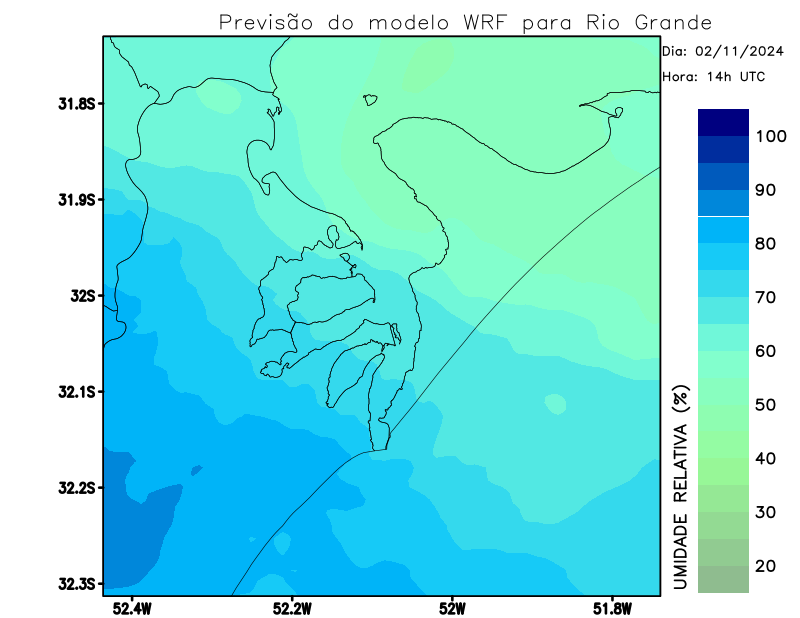 Previsão do modelo WRF para Rio Grande
Dia: 02/11/2024
Hora: 14h UTC
31.8S
31.9S
32S
32.1S
32.2S
32.3S
52.4W
52.2W
52W
51.8W
100
90
80
70
60
50
40
30
20
UMIDADE RELATIVA (%)